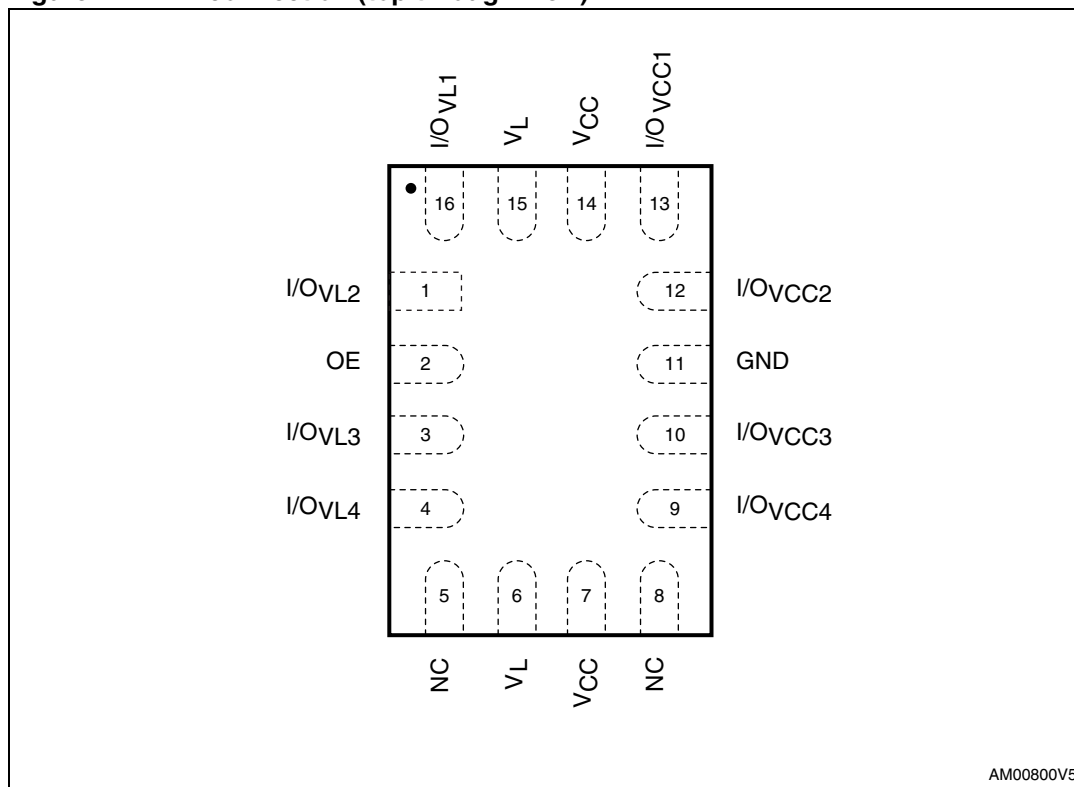 I/OVL1 VL VCC I/OVCC1
16 15 14 13
I/OVL2 1 12 I/OVCC2
OE 2 11 GND
I/OVL3 3 10 I/OVCC3
I/OVL4 4 9 I/OVCC4
5 6 7 8
NC VL VCC NC
AM00800V5